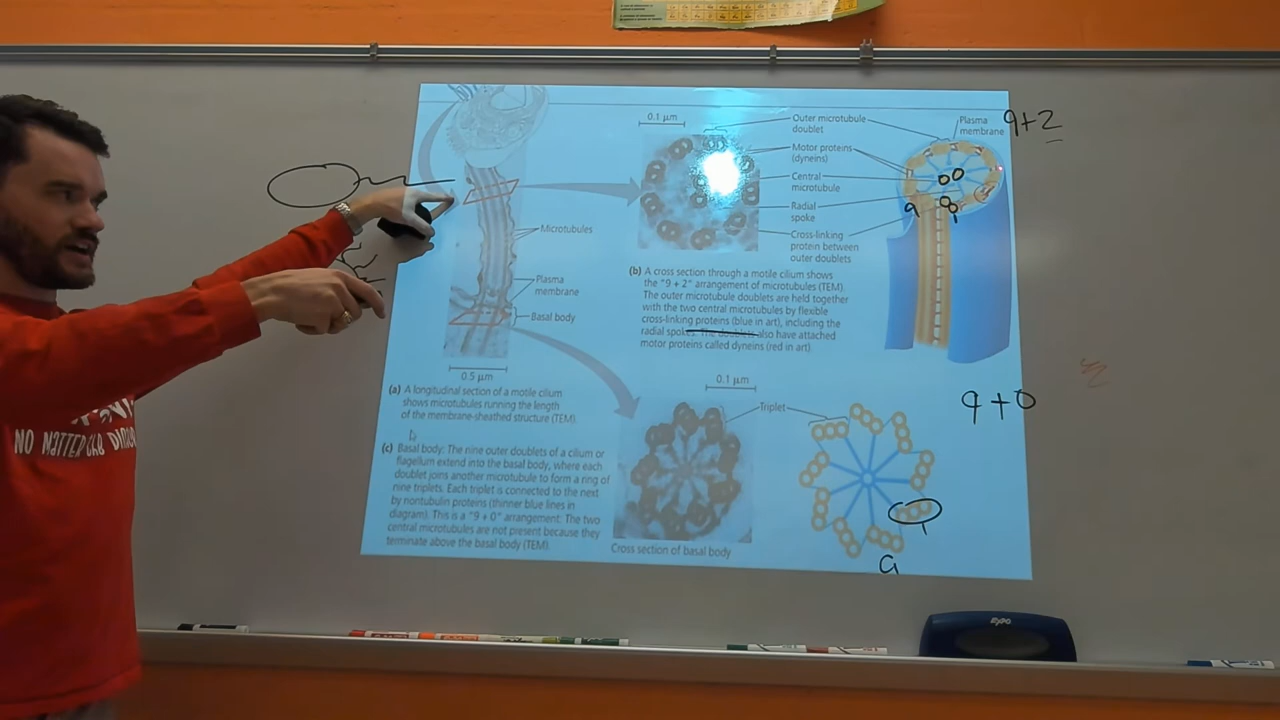 0.1 μm
Outer microtubule
doublet
Motor proteins
(dyneins)
Central
microtubule
Radial
spoke
Cross-linking
protein between
outer doublets
Plasma
membrane
9+2
9
Microtubules
Plasma
membrane
Basal body
0.5 μm
(a) A longitudinal section of a motile cilium
shows microtubules running the length
of the membrane-sheathed structure (TEM).
(b) A cross section through a motile cilium shows
the "9 + 2" arrangement of microtubules (TEM).
The outer microtubule doublets are held together
with the two central microtubules by flexible
cross-linking proteins (blue in art), including the
radial spokes. The doublets also have attached
motor proteins called dyneins (red in art).
(c) Basal body: The nine outer doublets of a cilium or
flagellum extend into the basal body, where each
doublet joins another microtubule to form a ring of
nine triplets. Each triplet is connected to the next
by nontubulin proteins (thinner blue lines in
diagram). This is a "9 + 0" arrangement: The two
central microtubules are not present because they
terminate above the basal body (TEM).
0.1 μm
Triplet
Cross section of basal body
9+0
9
NO MATTER
EXPO